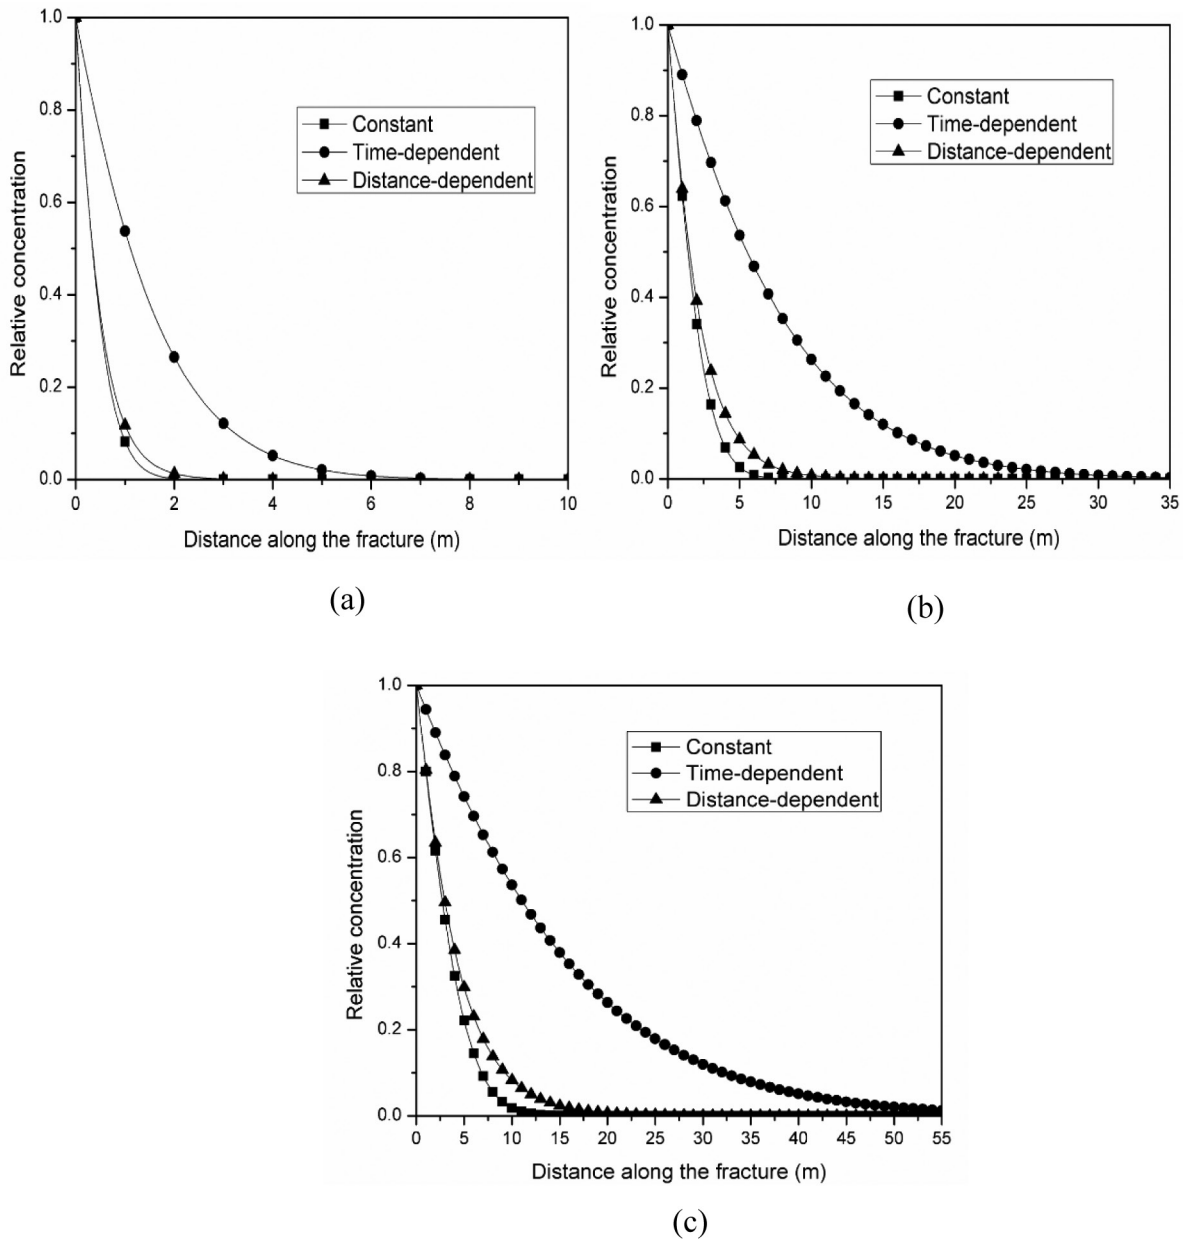 1.0
0.8
0.6
0.4
0.2
0.0
Relative concentration
Constant
Time-dependent
Distance-dependent
0 2 4 6 8 10
Distance along the fracture (m)
(a)
1.0
0.8
0.6
0.4
0.2
0.0
Relative concentration
Constant
Time-dependent
Distance-dependent
0 5 10 15 20 25 30 35
Distance along the fracture (m)
(b)
1.0
0.8
0.6
0.4
0.2
0.0
Relative concentration
Constant
Time-dependent
Distance-dependent
0 5 10 15 20 25 30 35 40 45 50 55
Distance along the fracture (m)
(c)